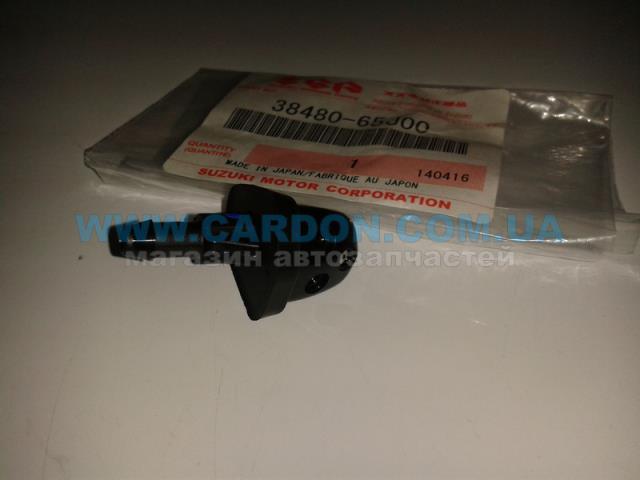 38480-65J00
QUANTITY
(QUANTITE)
1
140416
MADE IN JAPAN/FABRIQUE AU JAPON
SUZUKI MOTOR CORPORATION
WWW.CARDON.COM.UA
магазин автозапчастей